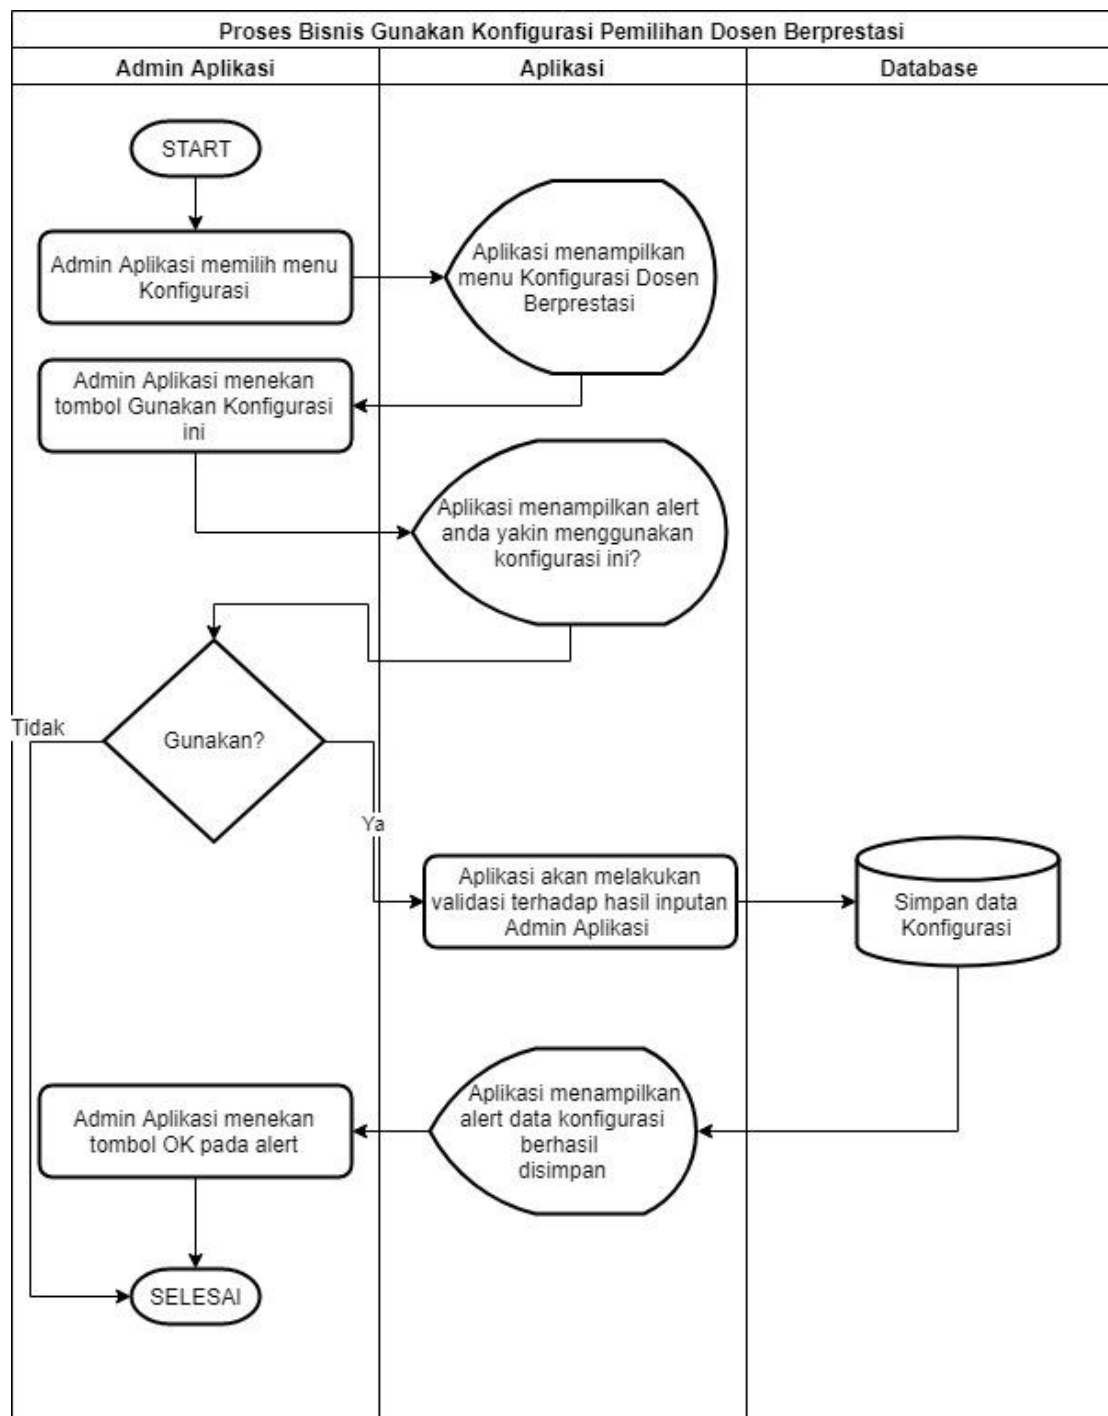 Proses Bisnis Gunakan Konfigurasi Pemilihan Dosen Berprestasi
Admin Aplikasi
Aplikasi
Database
START
Admin Aplikasi memilih menu
Konfigurasi
Aplikasi menampilkan
menu Konfigurasi Dosen
Berprestasi
Admin Aplikasi menekan
tombol Gunakan Konfigurasi
ini
Aplikasi menampilkan alert
anda yakin menggunakan
konfigurasi ini?
Gunakan?
Tidak
Ya
Aplikasi akan melakukan
validasi terhadap hasil inputan
Admin Aplikasi
Simpan data
Konfigurasi
Aplikasi menampilkan
alert data konfigurasi
berhasil
disimpan
Admin Aplikasi menekan
tombol OK pada alert
SELESAI